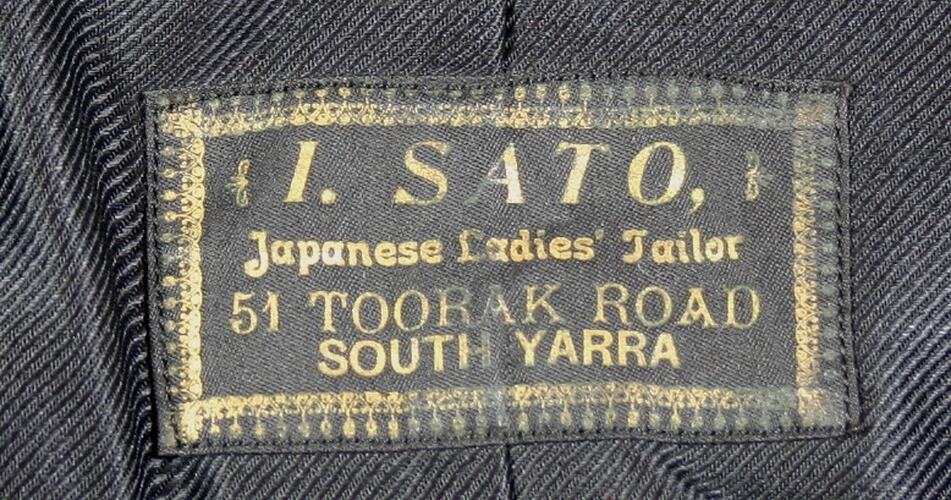 I. SATO,
Japanese Ladies' Tailor
51 TOORAK ROAD
SOUTH YARRA